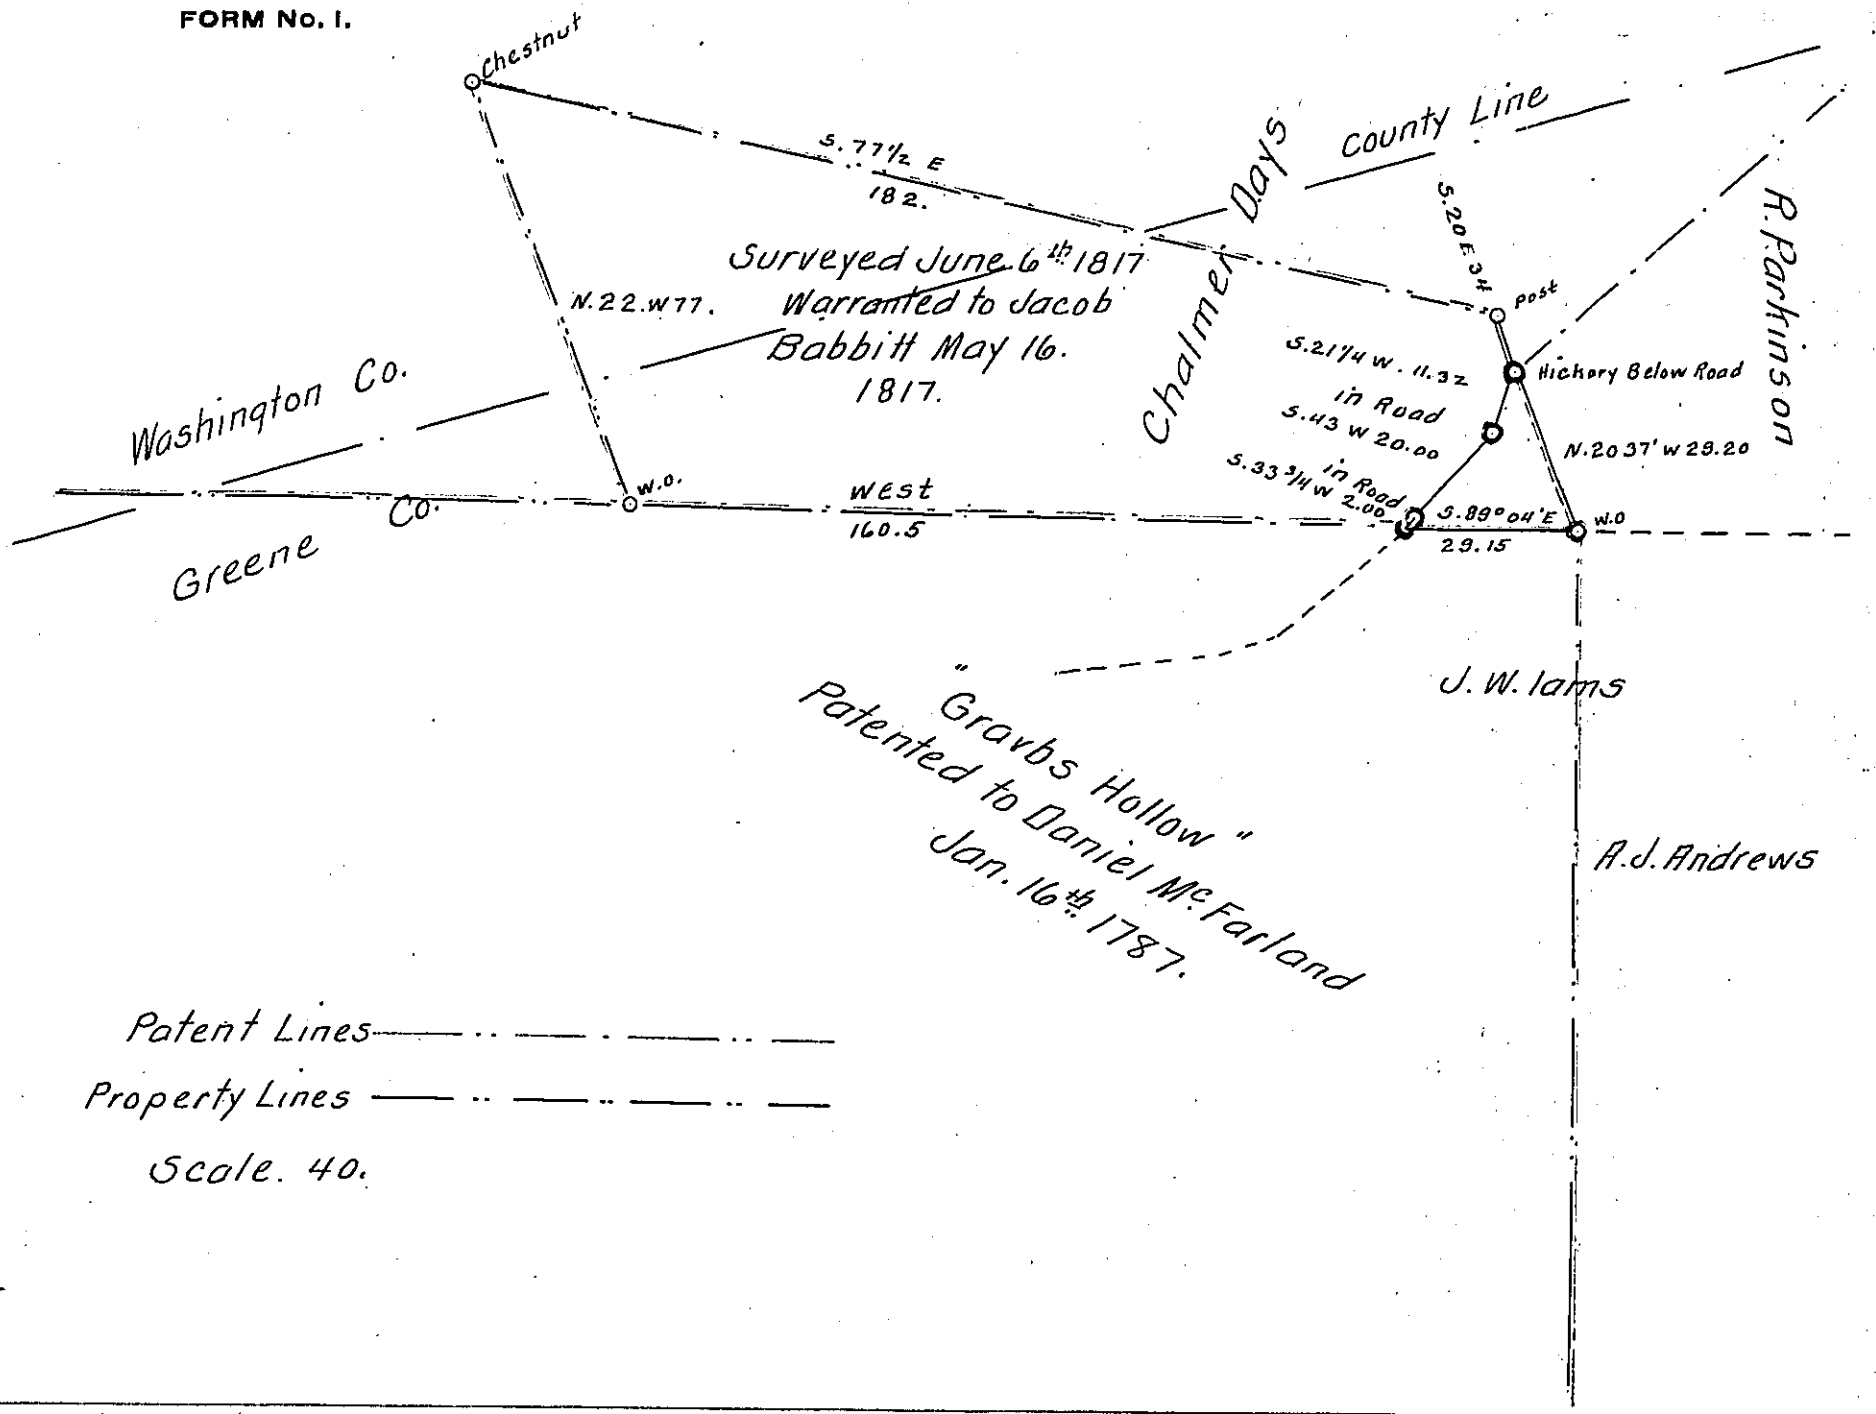 FORM No. 1.
Chestnut
S.77½ E
182.
County Line
Chalmer Days
S.20 E 34
R. Parkinson
Surveyed June 6th 1817
Warranted to Jacob
Babbitt May 16.
1817.
N.22.W77.
post
S.21¼ W. 11.32
in Road
Hickory Below Road
S.43 W 20.00
in Road
N.20 37' W 29.20
S.33¾ W 2.00
Washington Co.
Greene Co.
W.O.
WEST
160.5
S.89°04'E
29.15
W.O
J. W. Iams
"Gravbs Hollow"
Patented to Daniel McFarland
Jan. 16th 1787.
A.J. Andrews
Patent Lines
Property Lines
Scale. 40.